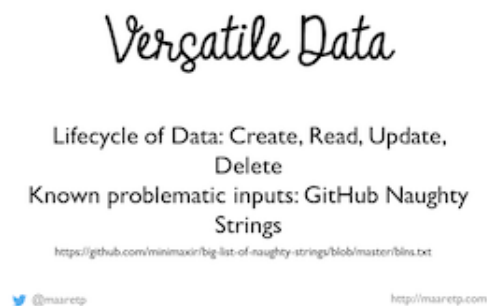 Versatile Data
Lifecycle of Data: Create, Read, Update,
Delete
Known problematic inputs: GitHub Naughty
Strings
https://github.com/minimaxir/big-list-of-naughty-strings/blob/master/blns.txt
@maaretp
http://maaretp.com